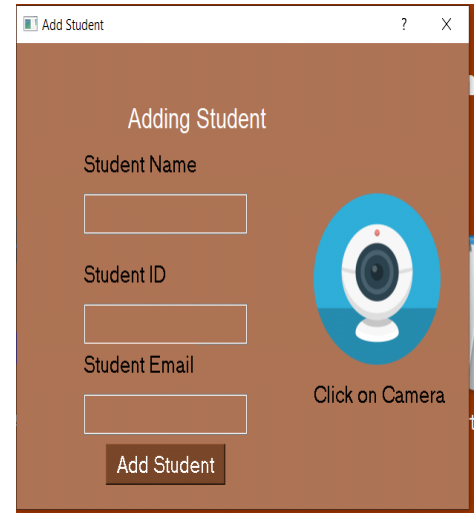 Add Student
?
X
Adding Student
Student Name
Student ID
Student Email
Click on Camera
Add Student